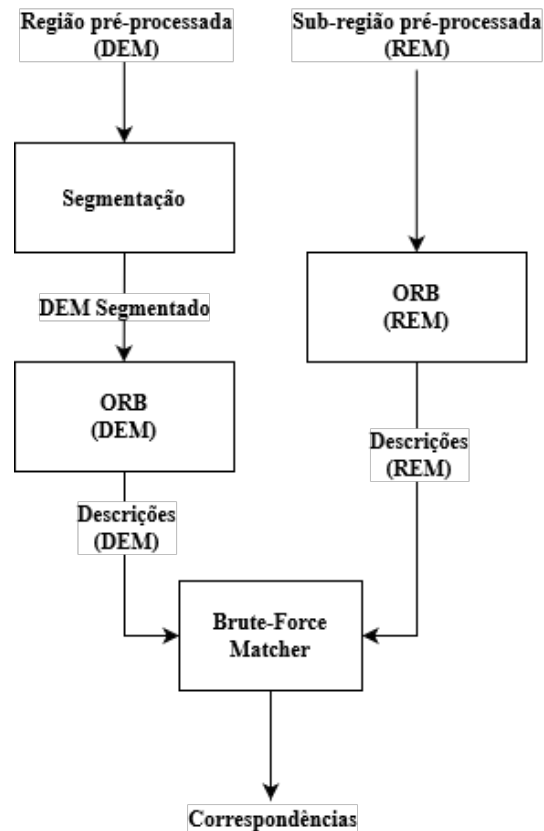 Região pré-processada
(DEM)
Sub-região pré-processada
(REM)
Segmentação
DEM Segmentado
ORB
(REM)
ORB
(DEM)
Descrições
(REM)
Descrições
(DEM)
Brute-Force
Matcher
Correspondências